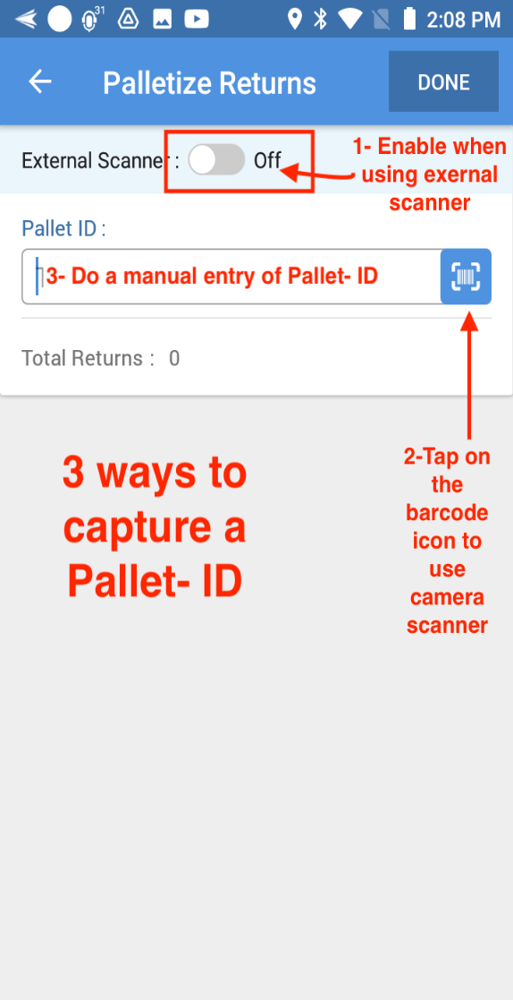 31
2:08 PM
Palletize Returns
DONE
External Scanner :
Off
1- Enable when
using exernal
scanner
Pallet ID :
3- Do a manual entry of Pallet- ID
Total Returns : 0
3 ways to
capture a
Pallet- ID
2-Tap on
the
barcode
icon to
use
camera
scanner